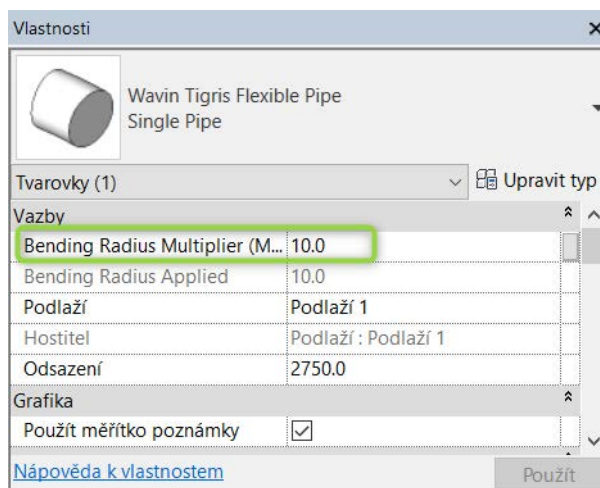 Vlastnosti
Wavin Tigris Flexible Pipe
Single Pipe
Tvarovky (1)
Upravit typ
Vazby
Bending Radius Multiplier (M... 10.0
Bending Radius Applied 10.0
Podlaží Podlaží 1
Hostitel Podlaží : Podlaží 1
Odsazení 2750.0
Grafika
Použít měřítko poznámky
Nápověda k vlastnostem
Použít